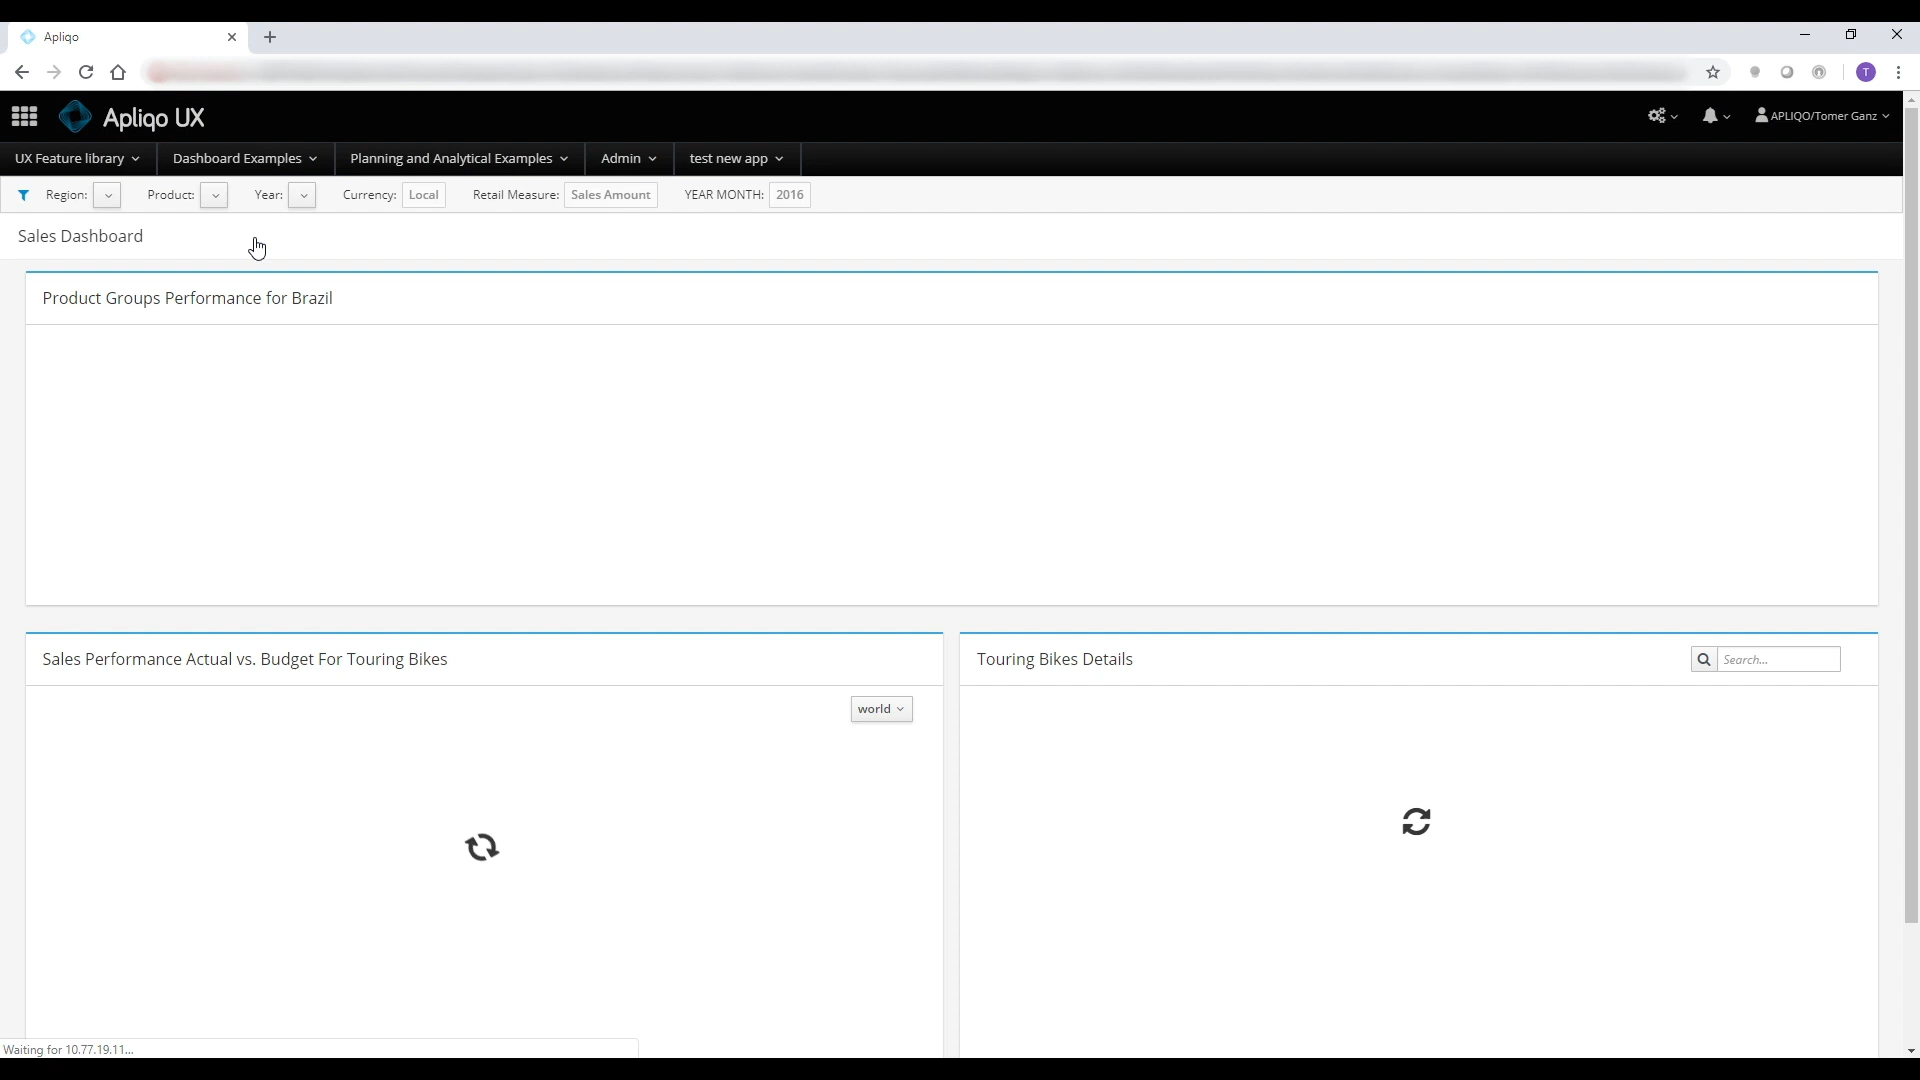 Apliqo
T
Apliqo UX
APLIQO/Tomer Ganz
UX Feature library
Dashboard Examples
Planning and Analytical Examples
Admin
test new app
Region:
Product:
Year:
Currency: Local
Retail Measure: Sales Amount
YEAR MONTH: 2016
Sales Dashboard
Product Groups Performance for Brazil
Sales Performance Actual vs. Budget For Touring Bikes
world
Touring Bikes Details
Search...
Waiting for 10.77.19.11...